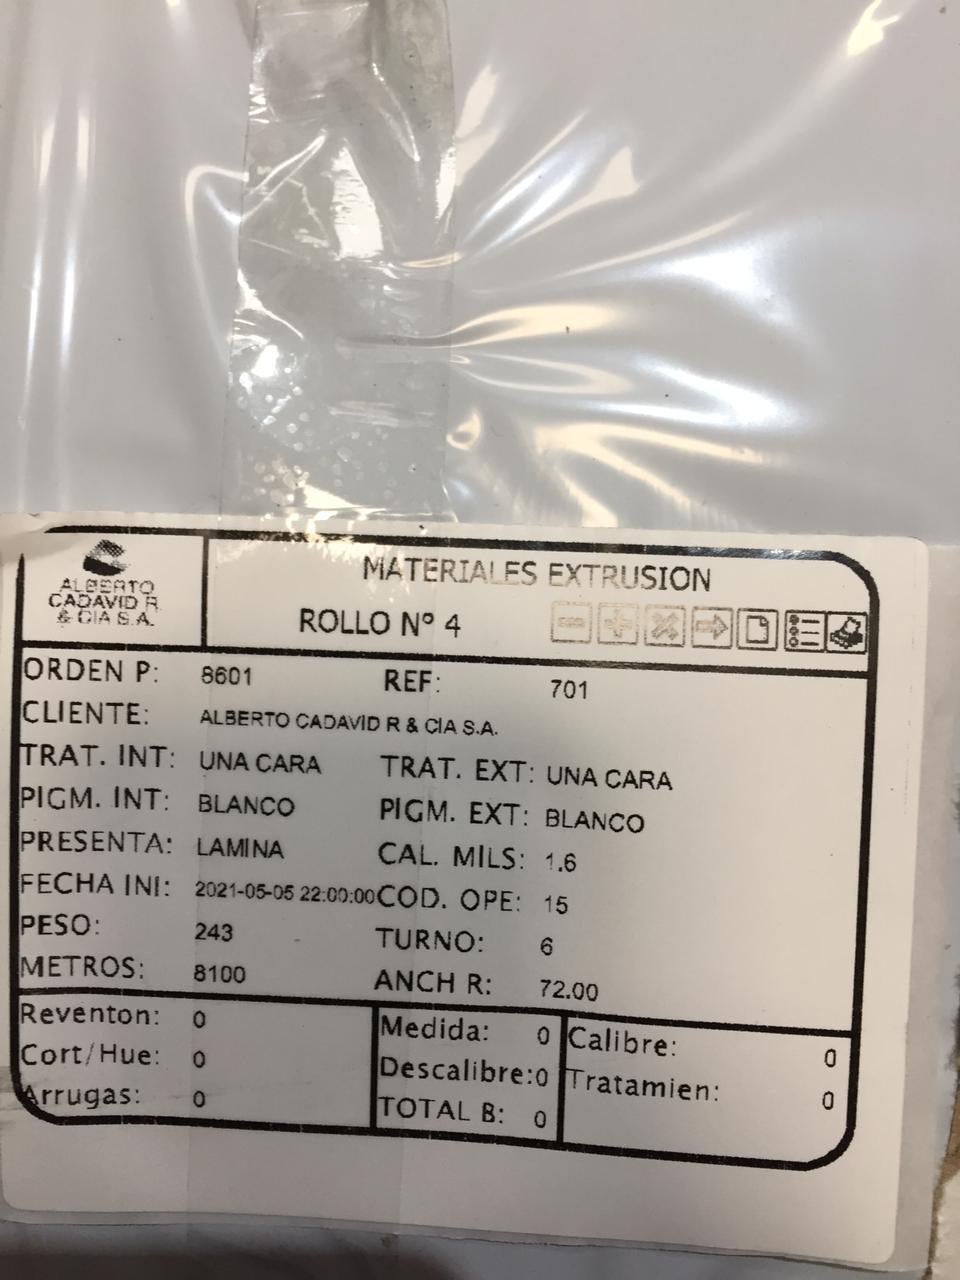 ALBERTO
CADAVID R
& CIA S.A.
MATERIALES EXTRUSION
ROLLO Nº 4
ORDEN P: 8601 REF: 701
CLIENTE: ALBERTO CADAVID R & CIA S.A.
TRAT. INT: UNA CARA TRAT. EXT: UNA CARA
PIGM. INT: BLANCO PIGM. EXT: BLANCO
PRESENTA: LAMINA CAL. MILS: 1.6
FECHA INI: 2021-05-05 22:00:00 COD. OPE: 15
PESO: 243 TURNO: 6
METROS: 8100 ANCH R: 72.00
Reventon: 0 Medida: 0 Calibre: 0
Cort/Hue: 0 Descalibre:0 Tratamien: 0
Arrugas: 0 TOTAL B: 0